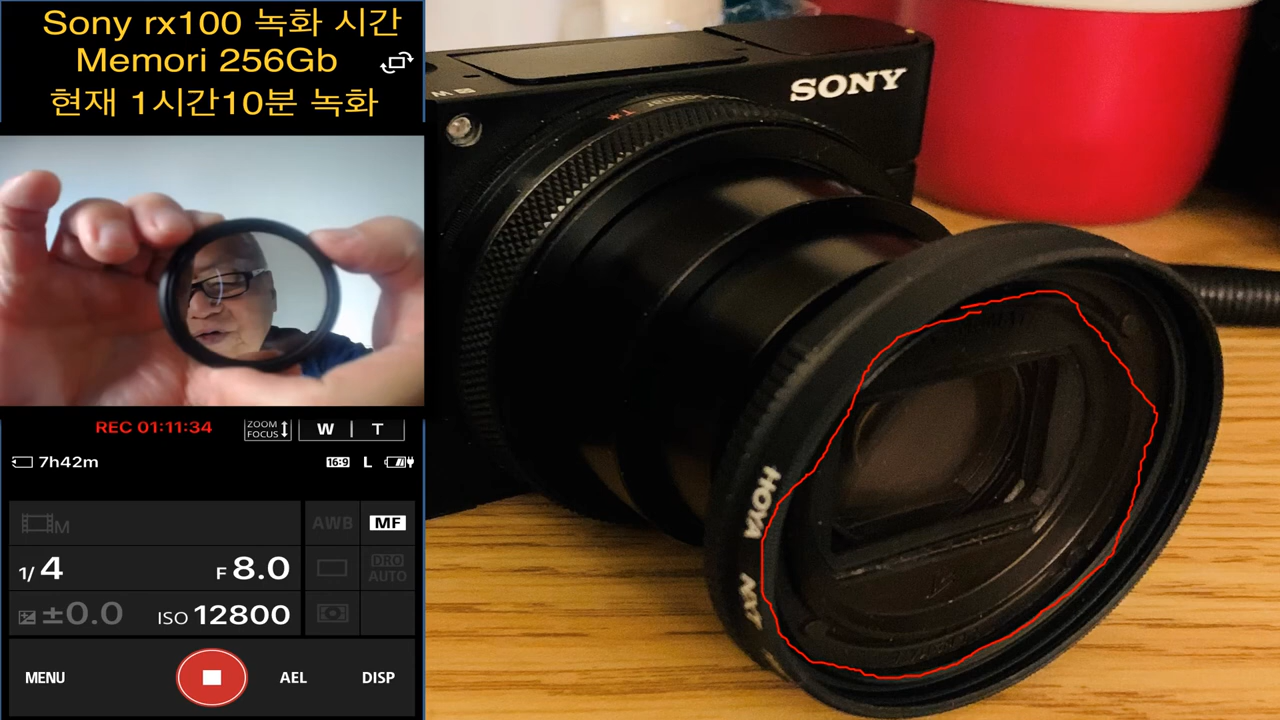 Sony rx100 녹화 시간
Memori 256Gb
현재 1시간10분 녹화
REC 01:11:34
ZOOM
FOCUS
W | T
7h42m
16:9 L
M
AWB MF
1/4 F8.0
DRO
AUTO
±0.0 ISO 12800
MENU
AEL
DISP
SONY
T*
HOYA NXT